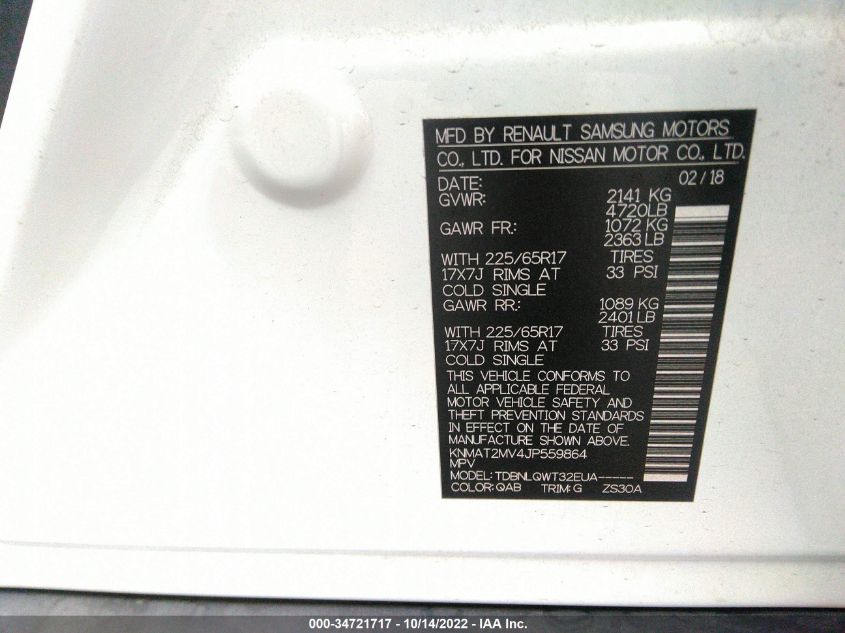 MFD BY RENAULT SAMSUNG MOTORS
CO., LTD. FOR NISSAN MOTOR CO., LTD.
DATE: 02/18
GVWR: 2141 KG
4720LB
GAWR FR.: 1072 KG
2363 LB
WITH 225/65R17 TIRES
17X7J RIMS AT 33 PSI
COLD SINGLE
GAWR RR.: 1089 KG
2401 LB
WITH 225/65R17 TIRES
17X7J RIMS AT 33 PSI
COLD SINGLE
THIS VEHICLE CONFORMS TO
ALL APPLICABLE FEDERAL
MOTOR VEHICLE SAFETY AND
THEFT PREVENTION STANDARDS
IN EFFECT ON THE DATE OF
MANUFACTURE SHOWN ABOVE.
KNMAT2MV4JP559864
MPV
MODEL: TDBNLQWT32EUA-----
COLOR: QAB TRIM: G ZS30A
000-34721717 - 10/14/2022 - IAA Inc.